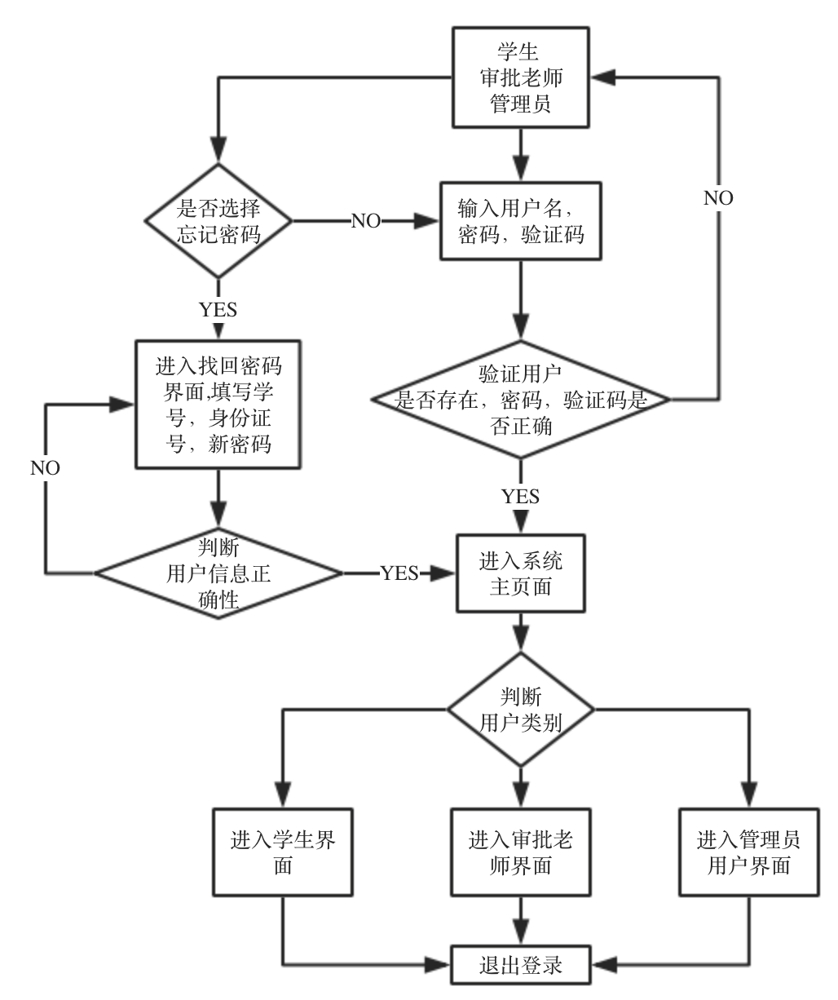 学生
审批老师
管理员
是否选择
忘记密码
NO
输入用户名，
密码，验证码
NO
YES
进入找回密码
界面,填写学
号，身份证
号，新密码
验证用户
是否存在，密码，验证码是
否正确
NO
YES
判断
用户信息正
确性
YES
进入系统
主页面
判断
用户类别
进入学生界
面
进入审批老
师界面
进入管理员
用户界面
退出登录